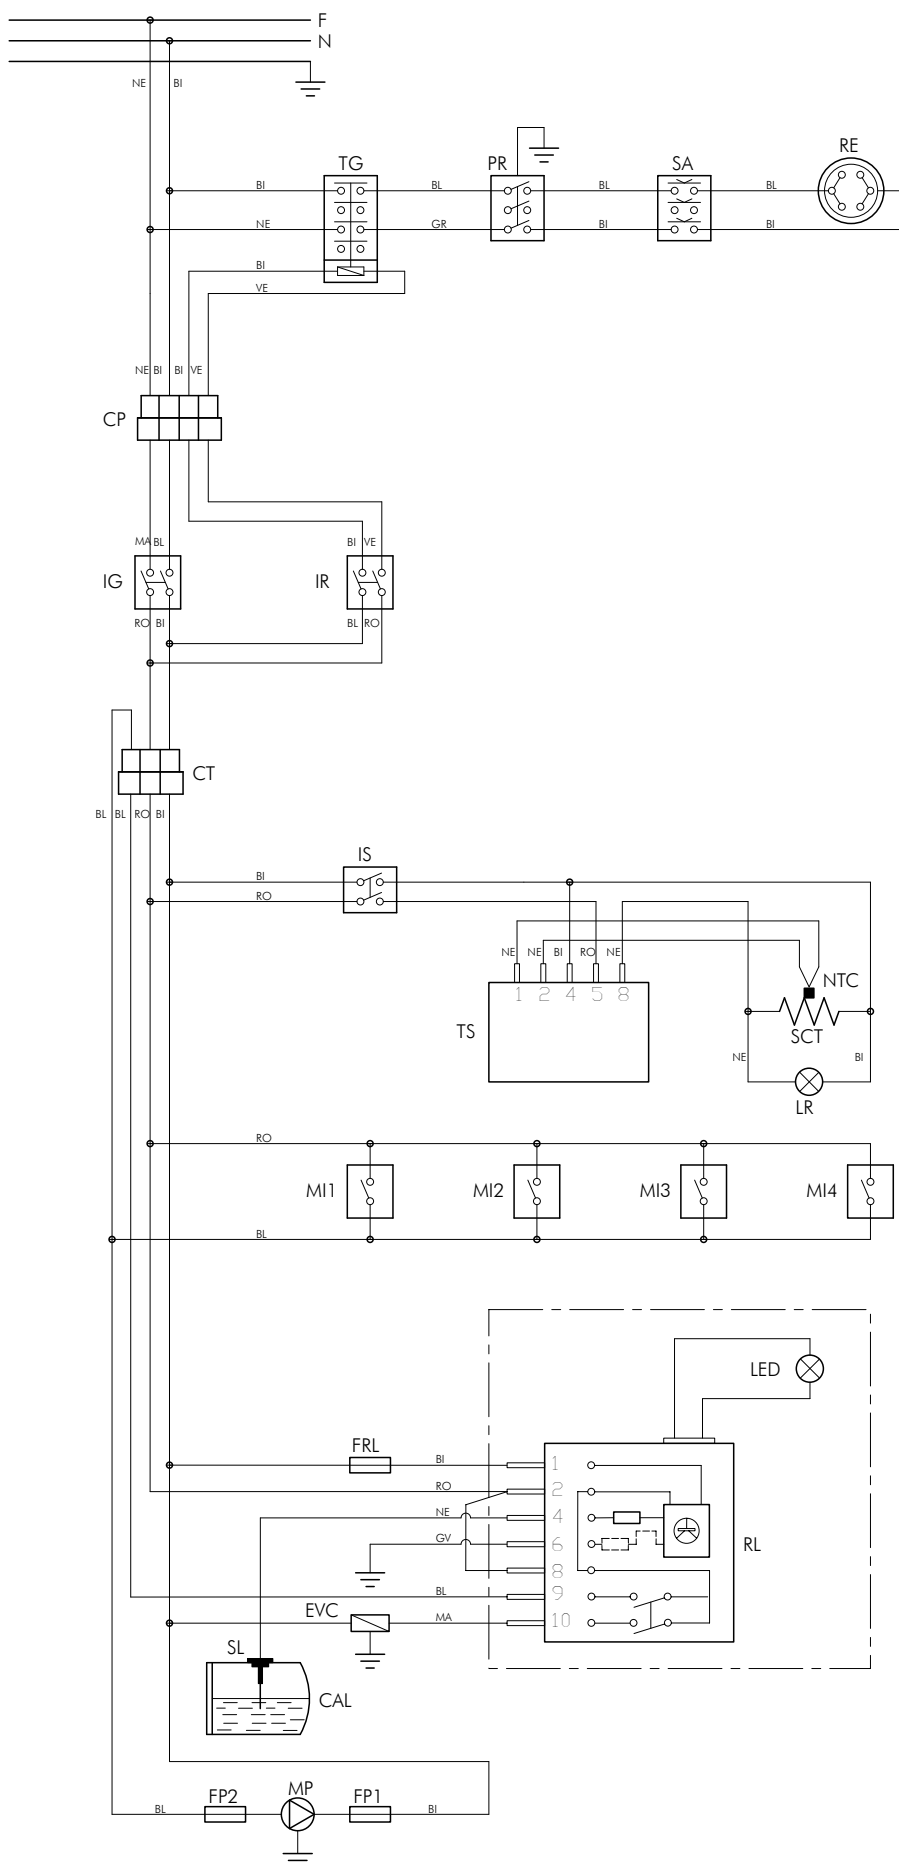 F
N
NE BI
TG PR SA RE
BI BL BL BL
NE GR BI BI
BI
VE
NE BI BI VE
CP
MA BL BI VE
IG IR
RO BI BL RO
CT
BL BL RO BI
IS
BI
RO
NE NE BI RO NE
1 2 4 5 8
NTC
TS
SCT
NE BI
LR
RO
MI1 MI2 MI3 MI4
BL
LED
FRL
BI 1
RO 2
NE 4
GV 6
RL
8
BL 9
EVC MA 10
SL
CAL
FP2 MP FP1
BL BI